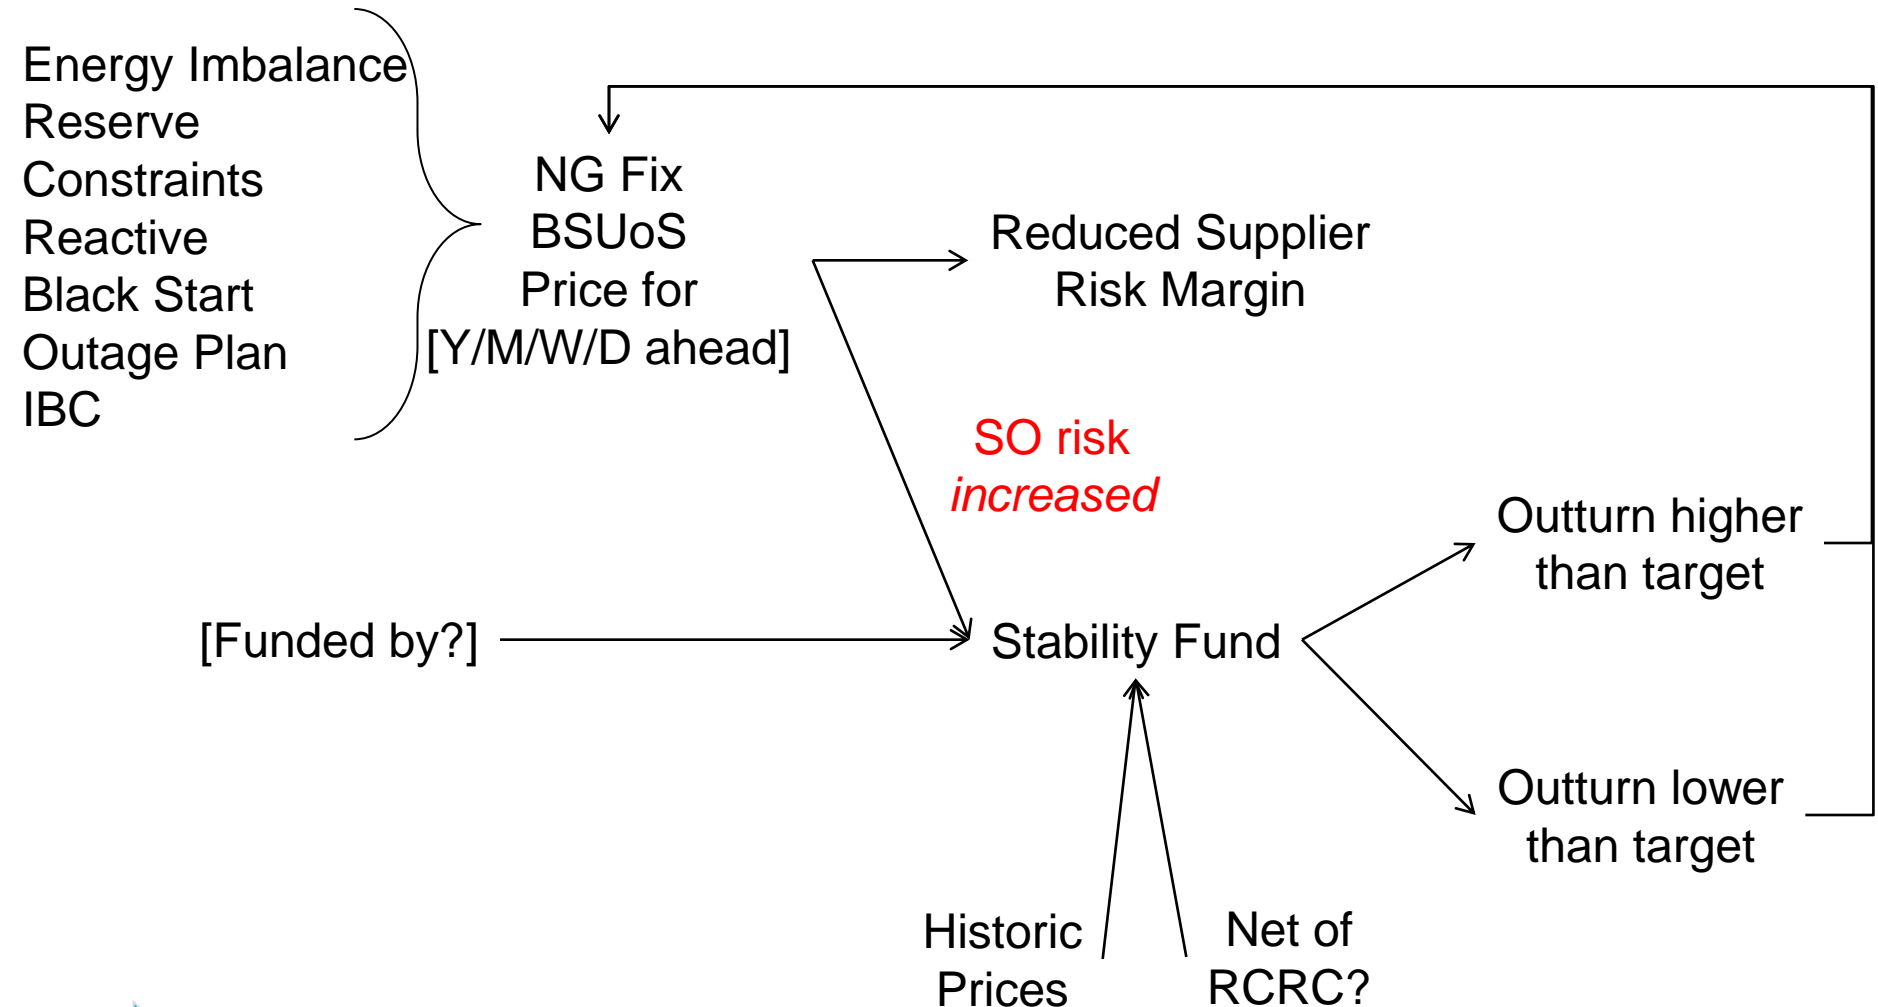 Energy Imbalance
Reserve
Constraints
Reactive
Black Start
Outage Plan
IBC
NG Fix
BSUoS
Price for
[Y/M/W/D ahead]
Reduced Supplier
Risk Margin
SO risk
increased
Outturn higher
than target
[Funded by?]
Stability Fund
Outturn lower
than target
Historic
Prices
Net of
RCRC?